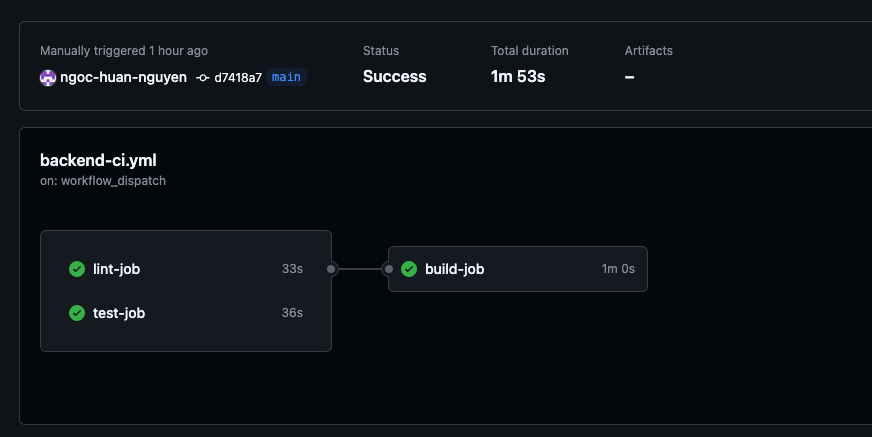 Manually triggered 1 hour ago
ngoc-huan-nguyen d7418a7 main
Status
Success
Total duration
1m 53s
Artifacts
–
backend-ci.yml
on: workflow_dispatch
lint-job 33s
test-job 36s
build-job 1m 0s